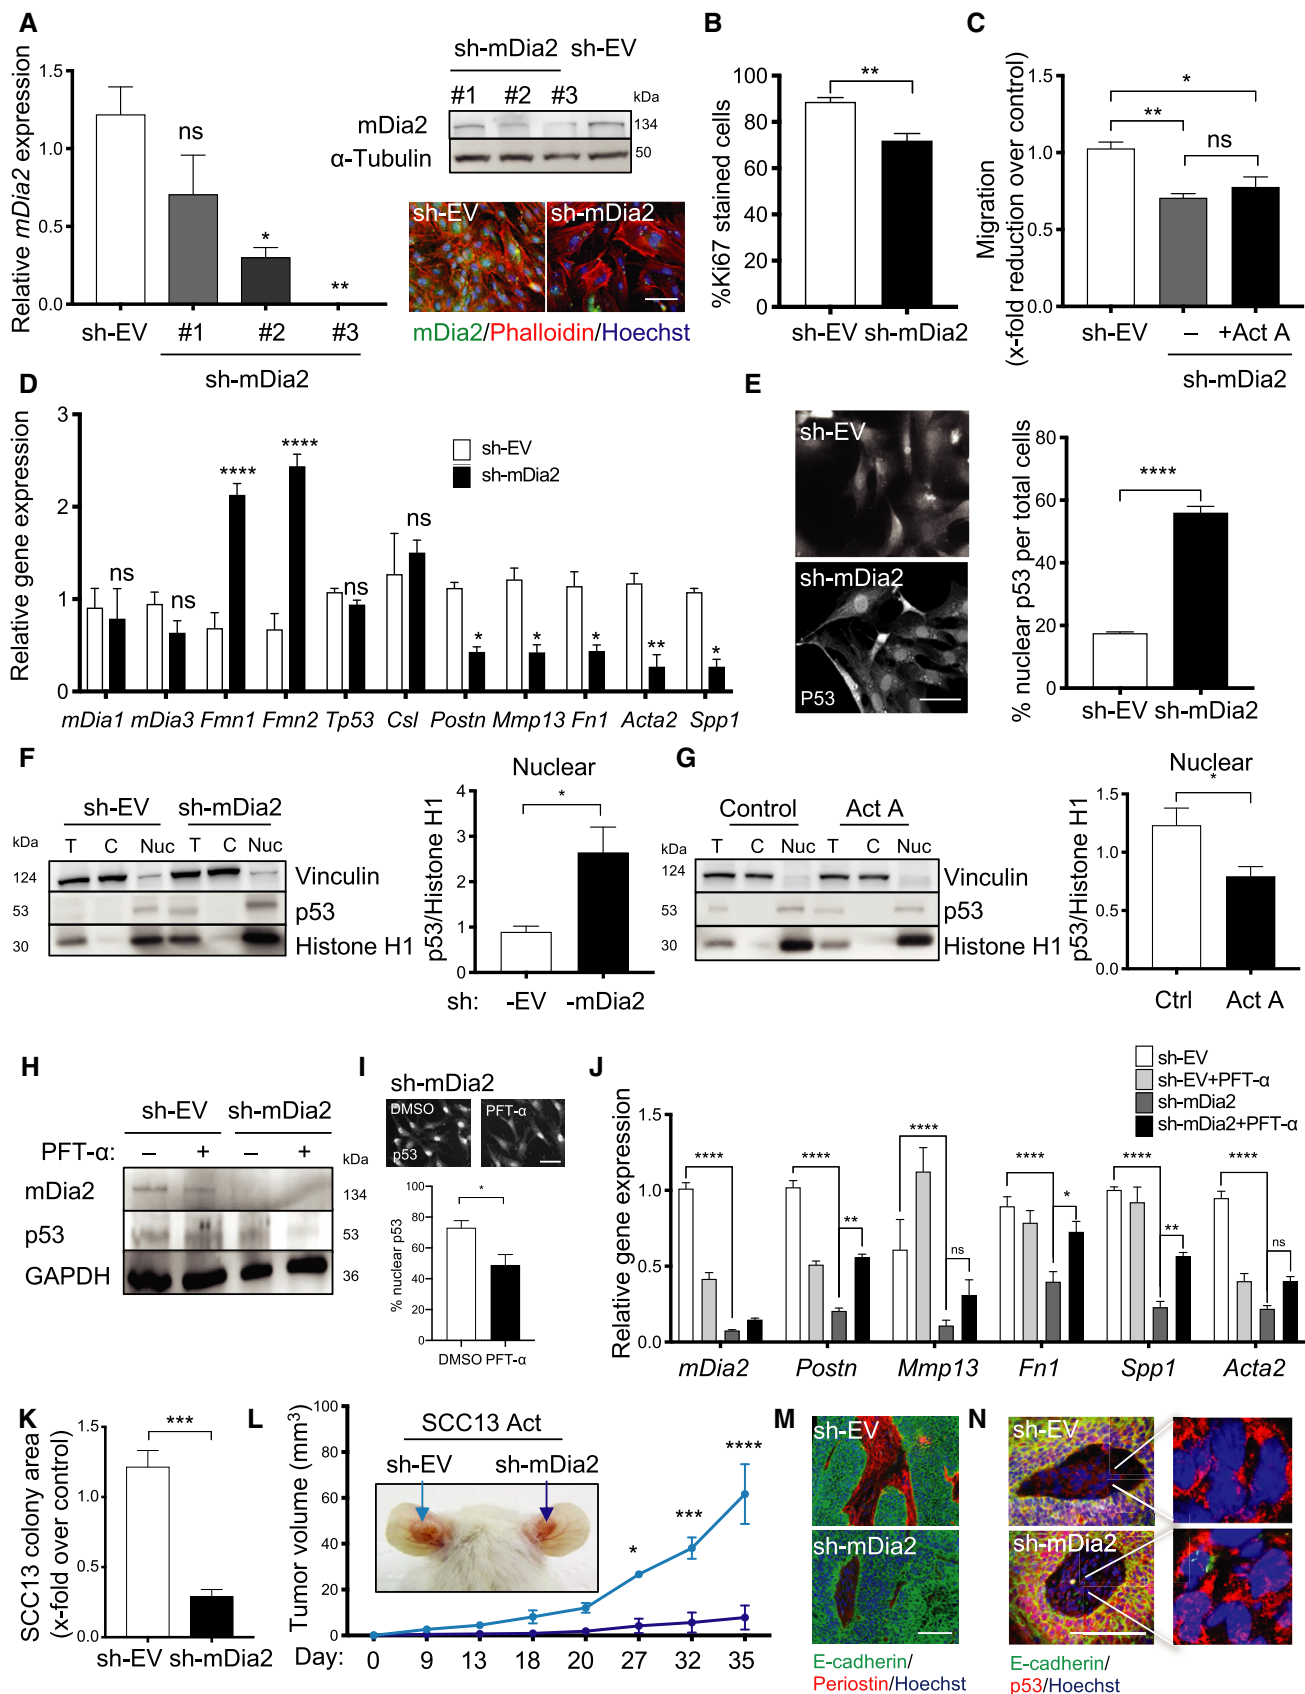 A
Relative mDia2 expression
1.5
1.0
0.5
0.0
ns
*
**
sh-EV #1 #2 #3
sh-mDia2
sh-mDia2 sh-EV
#1 #2 #3 kDa
mDia2 134
α-Tubulin 50
sh-EV sh-mDia2
mDia2/Phalloidin/Hoechst
B
%Ki67 stained cells
100
80
60
40
20
0
**
sh-EV sh-mDia2
C
Migration
(x-fold reduction over control)
1.5
1.0
0.5
0.0
*
**
ns
sh-EV – +Act A
sh-mDia2
D
Relative gene expression
3
2
1
0
sh-EV
sh-mDia2
ns ns **** **** ns ns * * * ** *
mDia1 mDia3 Fmn1 Fmn2 Tp53 Csl Postn Mmp13 Fn1 Acta2 Spp1
E
sh-EV
sh-mDia2
P53
% nuclear p53 per total cells
80
60
40
20
0
****
sh-EV sh-mDia2
F
sh-EV sh-mDia2
kDa T C Nuc T C Nuc
124 Vinculin
53 p53
30 Histone H1
Nuclear
p53/Histone H1
4
3
2
1
0
*
sh: -EV -mDia2
G
Control Act A
kDa T C Nuc T C Nuc
124 Vinculin
53 p53
30 Histone H1
Nuclear
p53/Histone H1
1.5
1.0
0.5
0.0
*
Ctrl Act A
H
sh-EV sh-mDia2
PFT-α: – + – + kDa
mDia2 134
p53 53
GAPDH 36
I
sh-mDia2
DMSO PFT-α
p53
% nuclear p53
100
80
60
40
20
0
*
DMSO PFT-α
J
sh-EV
sh-EV+PFT-α
sh-mDia2
sh-mDia2+PFT-α
Relative gene expression
1.0
0.5
0.0
**** **** **** **** **** ****
** ns * ** ns
mDia2 Postn Mmp13 Fn1 Spp1 Acta2
K
SCC13 colony area
(x-fold over control)
1.5
1.0
0.5
0.0
***
sh-EV sh-mDia2
L
Tumor volume (mm³)
100
80
60
40
20
0
SCC13 Act
sh-EV sh-mDia2
* *** ****
Day: 0 9 13 18 20 27 32 35
M
sh-EV
sh-mDia2
E-cadherin/
Periostin/Hoechst
N
sh-EV
sh-mDia2
E-cadherin/
p53/Hoechst